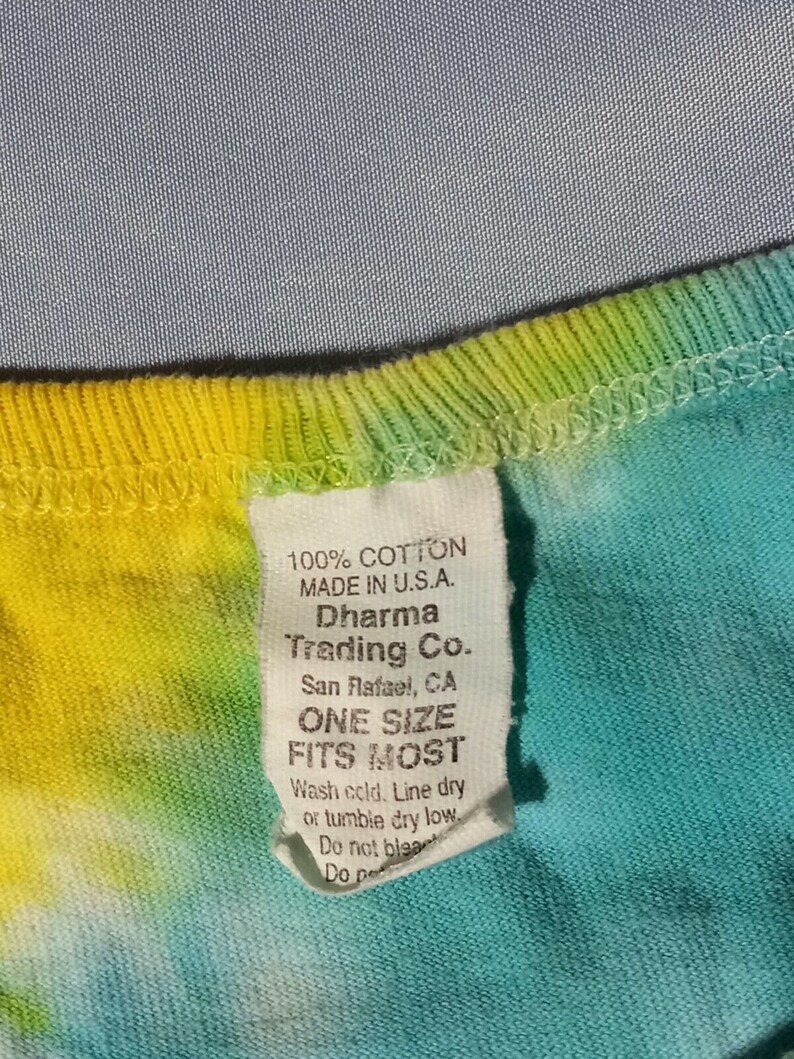 100% COTTON
MADE IN U.S.A.
Dharma
Trading Co.
San Rafael, CA
ONE SIZE
FITS MOST
Wash cold. Line dry
or tumble dry low.
Do not
Do